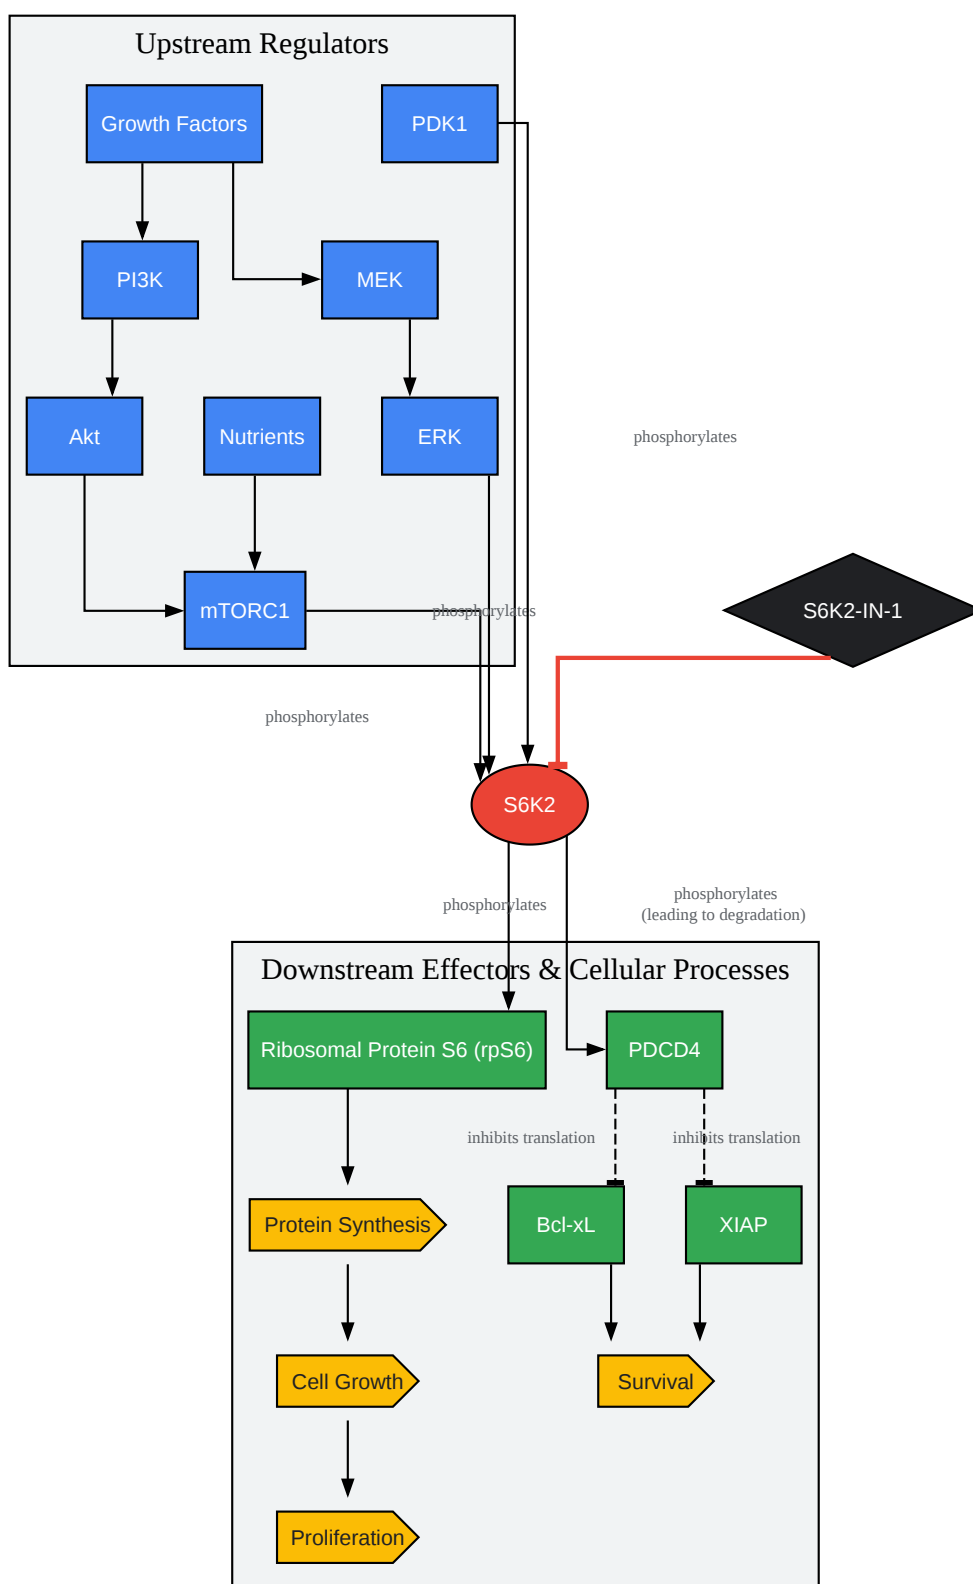 Upstream Regulators
Growth Factors
PDK1
PI3K
MEK
Akt
Nutrients
ERK
phosphorylates
mTORC1
phosphorylates
S6K2-IN-1
phosphorylates
S6K2
phosphorylates
phosphorylates
(leading to degradation)
Downstream Effectors & Cellular Processes
Ribosomal Protein S6 (rpS6)
PDCD4
inhibits translation
inhibits translation
Protein Synthesis
Bcl-xL
XIAP
Cell Growth
Survival
Proliferation